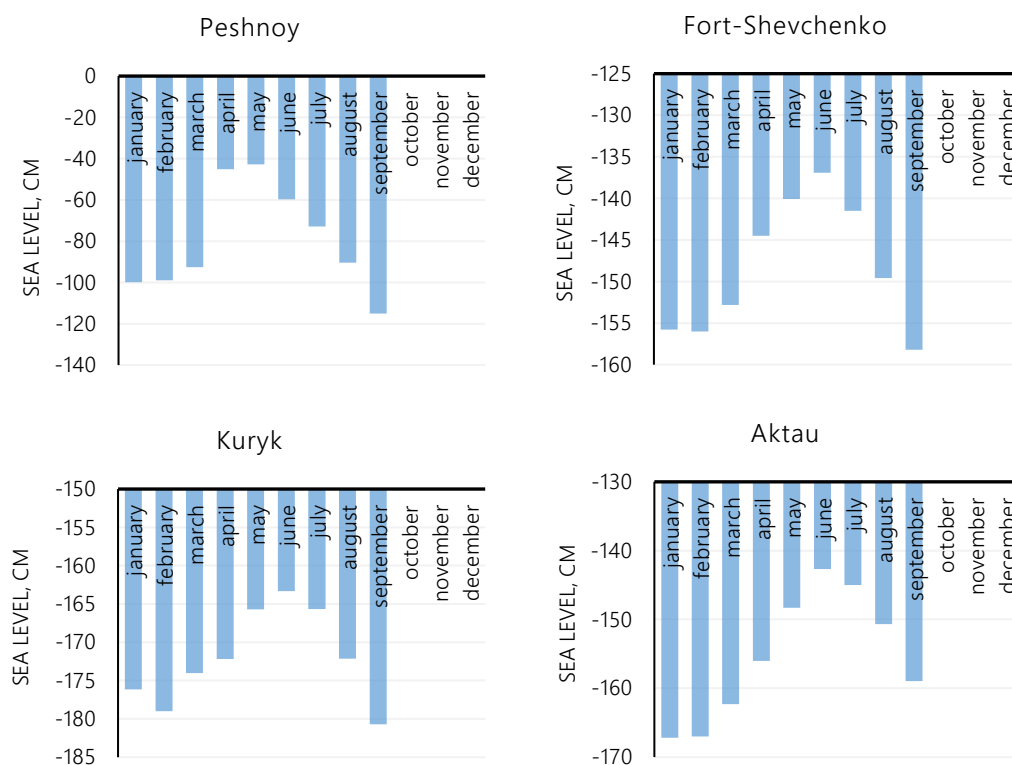 Peshnoy
SEA LEVEL, CM
0
-20
-40
-60
-80
-100
-120
-140
january
february
march
april
may
june
july
august
september
october
november
december
Fort-Shevchenko
SEA LEVEL, CM
-125
-130
-135
-140
-145
-150
-155
-160
january
february
march
april
may
june
july
august
september
october
november
december
Kuryk
SEA LEVEL, CM
-150
-155
-160
-165
-170
-175
-180
-185
january
february
march
april
may
june
july
august
september
october
november
december
Aktau
SEA LEVEL, CM
-130
-140
-150
-160
-170
january
february
march
april
may
june
july
august
september
october
november
december